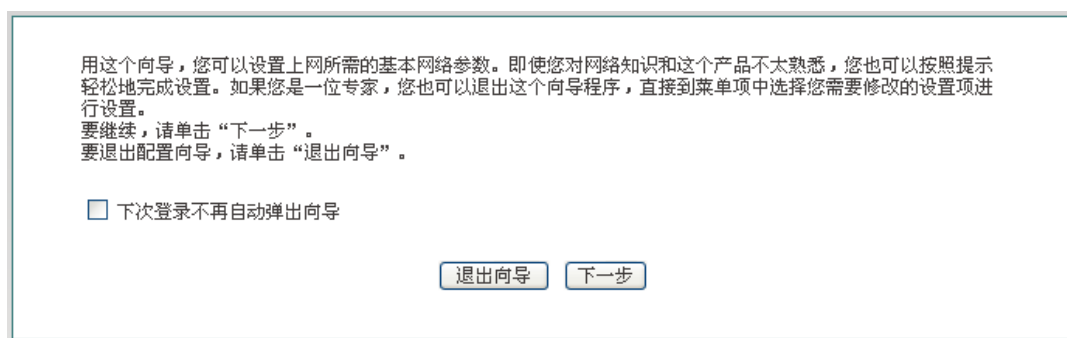 用这个向导，您可以设置上网所需的基本网络参数。即使您对网络知识和这个产品不太熟悉，您也可以按照提示
轻松地完成设置。如果您是一位专家，您也可以退出这个向导程序，直接到菜单项中选择您需要修改的设置项进
行设置。
要继续，请单击“下一步”。
要退出配置向导，请单击“退出向导”。
下次登录不再自动弹出向导
退出向导 下一步